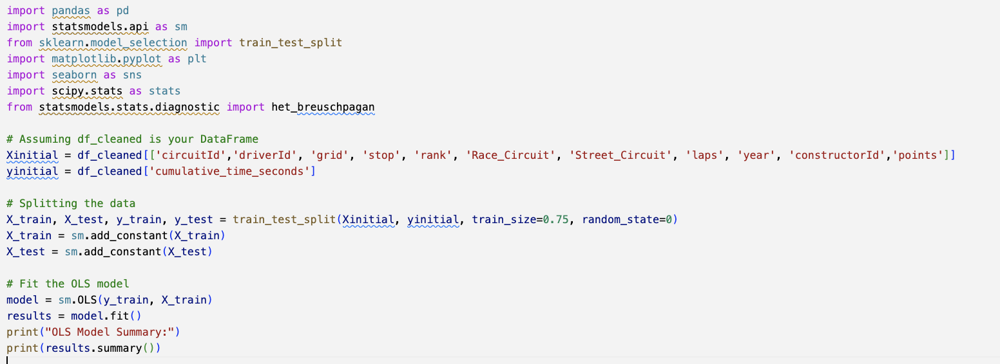 import pandas as pd
import statsmodels.api as sm
from sklearn.model_selection import train_test_split
import matplotlib.pyplot as plt
import seaborn as sns
import scipy.stats as stats
from statsmodels.stats.diagnostic import het_breuschpagan
# Assuming df_cleaned is your DataFrame
Xinitial = df_cleaned[['circuitId','driverId', 'grid', 'stop', 'rank', 'Race_Circuit', 'Street_Circuit', 'laps', 'year', 'constructorId','points']]
yinitial = df_cleaned['cumulative_time_seconds']
# Splitting the data
X_train, X_test, y_train, y_test = train_test_split(Xinitial, yinitial, train_size=0.75, random_state=0)
X_train = sm.add_constant(X_train)
X_test = sm.add_constant(X_test)
# Fit the OLS model
model = sm.OLS(y_train, X_train)
results = model.fit()
print("OLS Model Summary:")
print(results.summary())